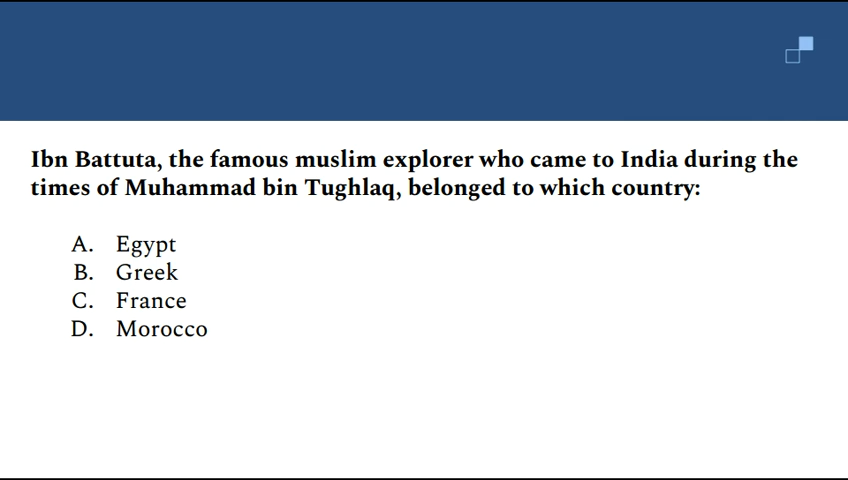 Ibn Battuta, the famous muslim explorer who came to India during the
times of Muhammad bin Tughlaq, belonged to which country:
A. Egypt
B. Greek
C. France
D. Morocco